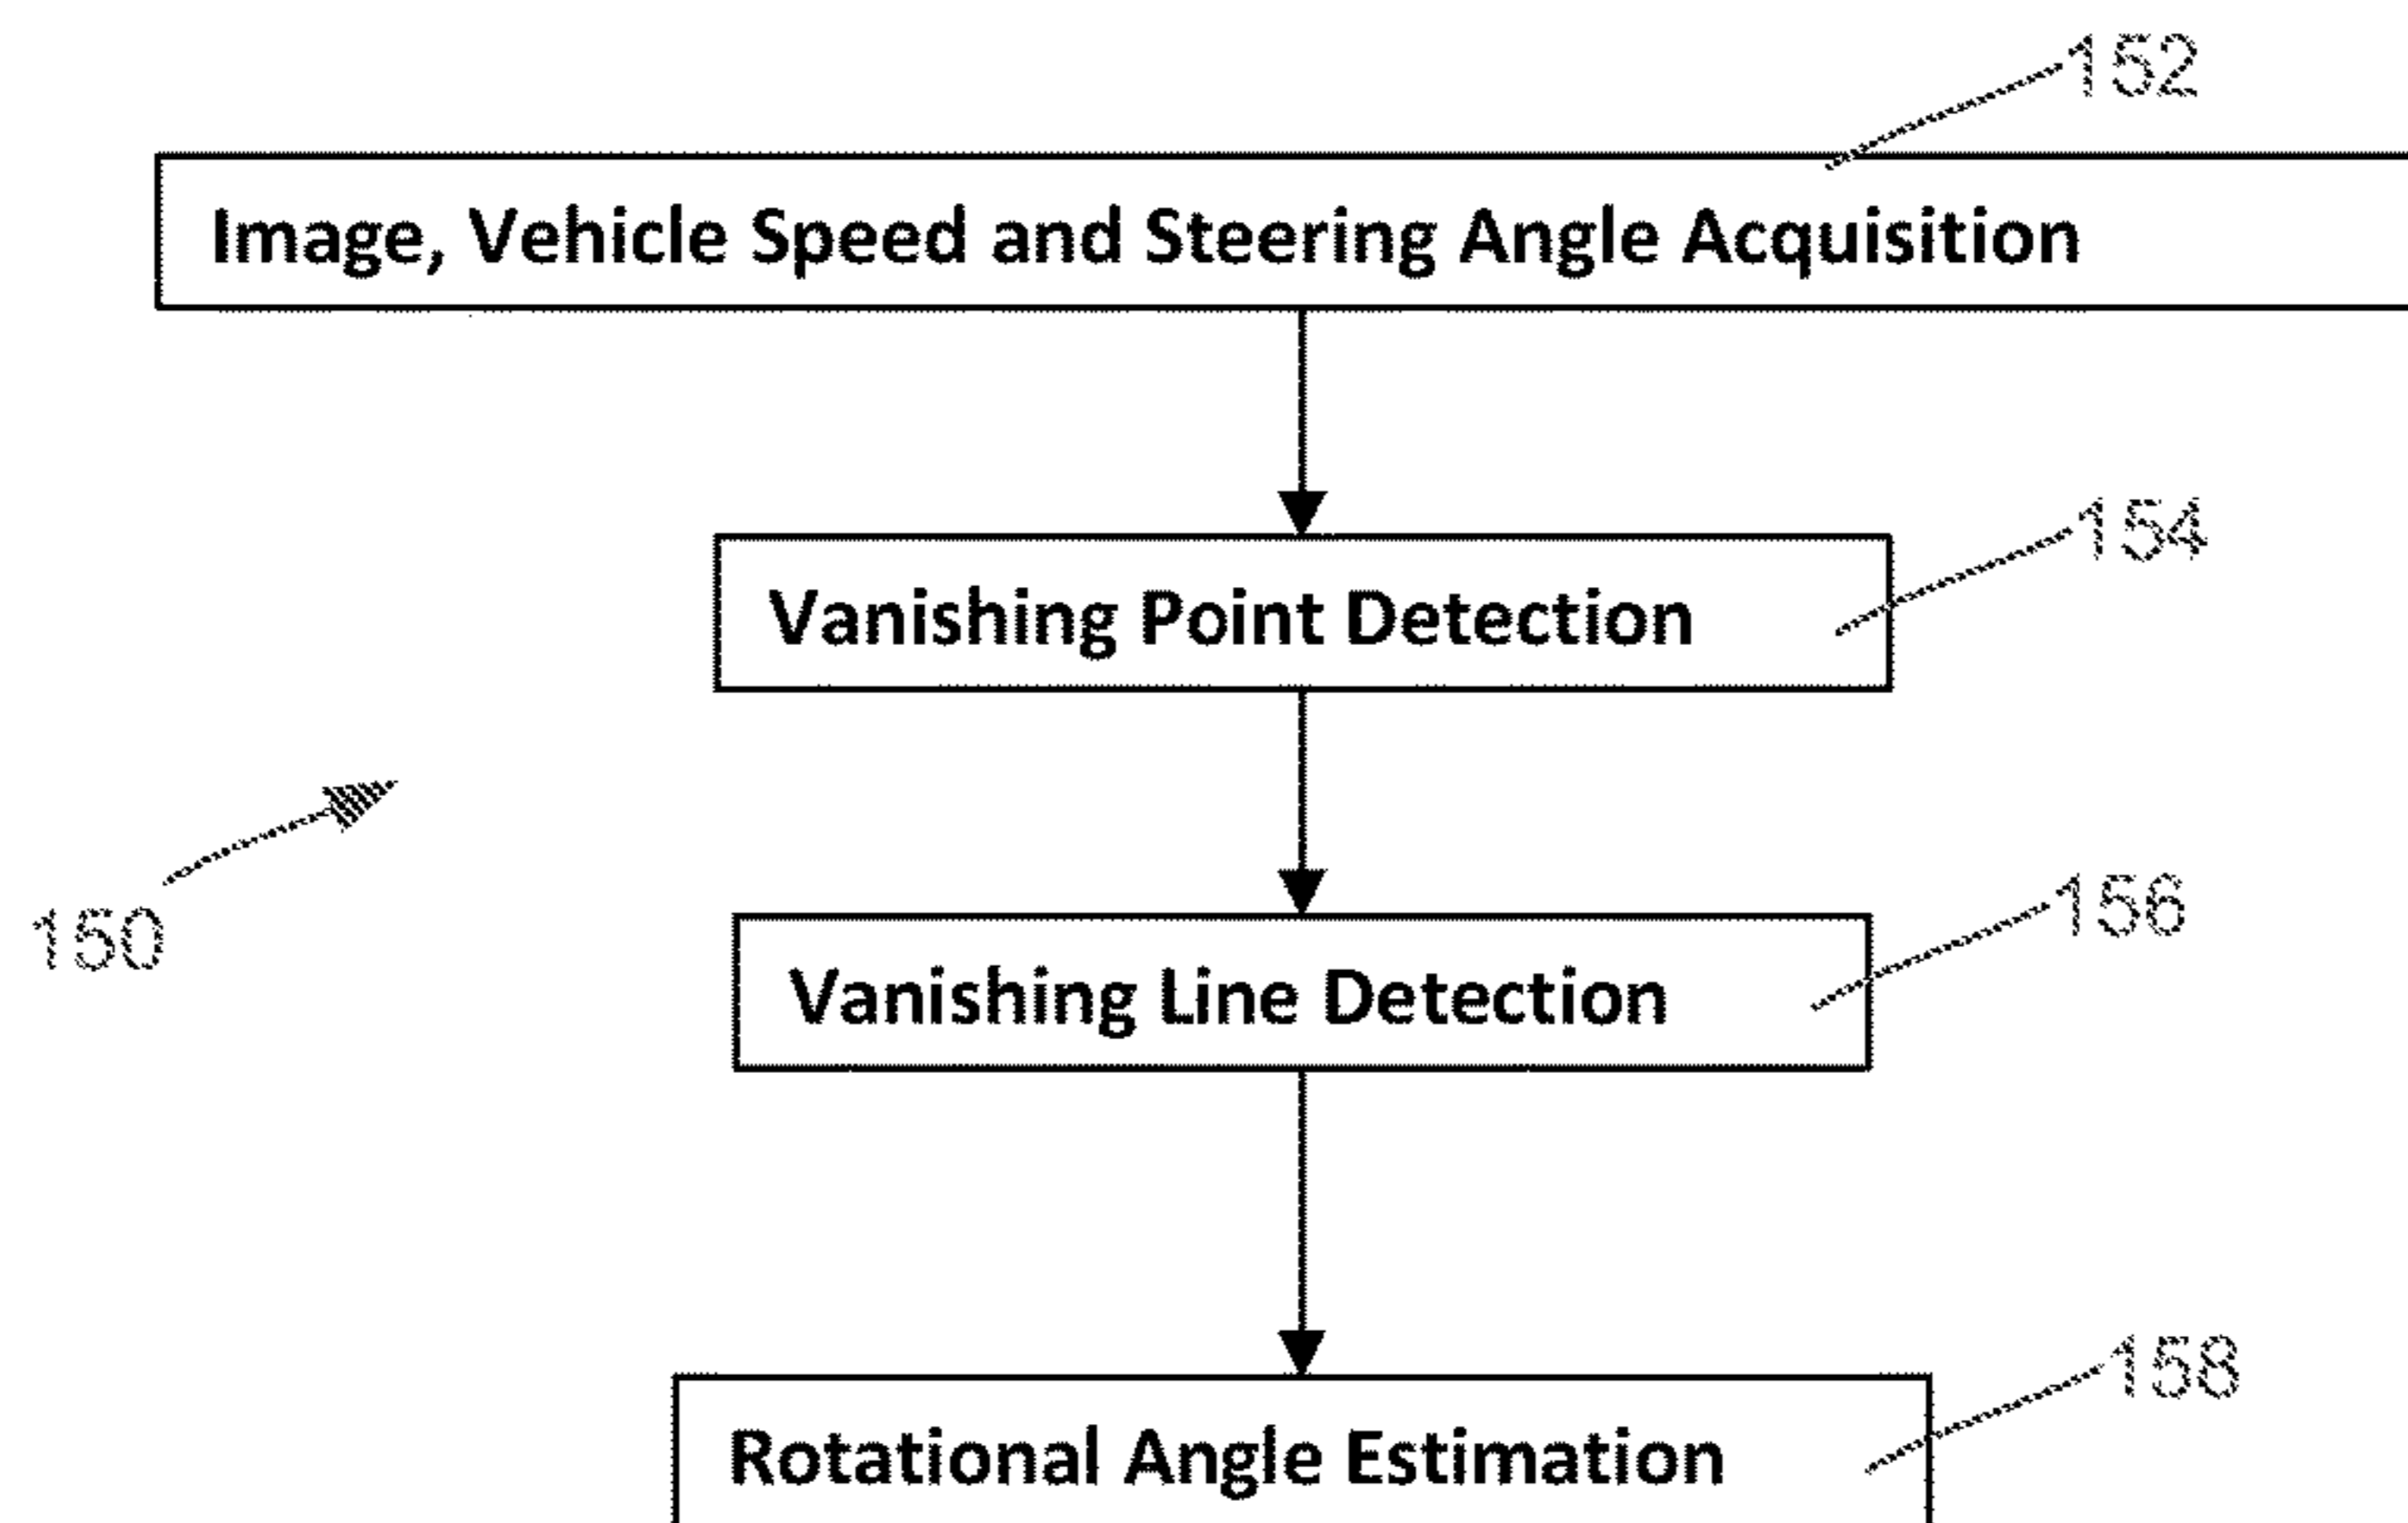 152
Image, Vehicle Speed and Steering Angle Acquisition
154
Vanishing Point Detection
150
156
Vanishing Line Detection
158
Rotational Angle Estimation